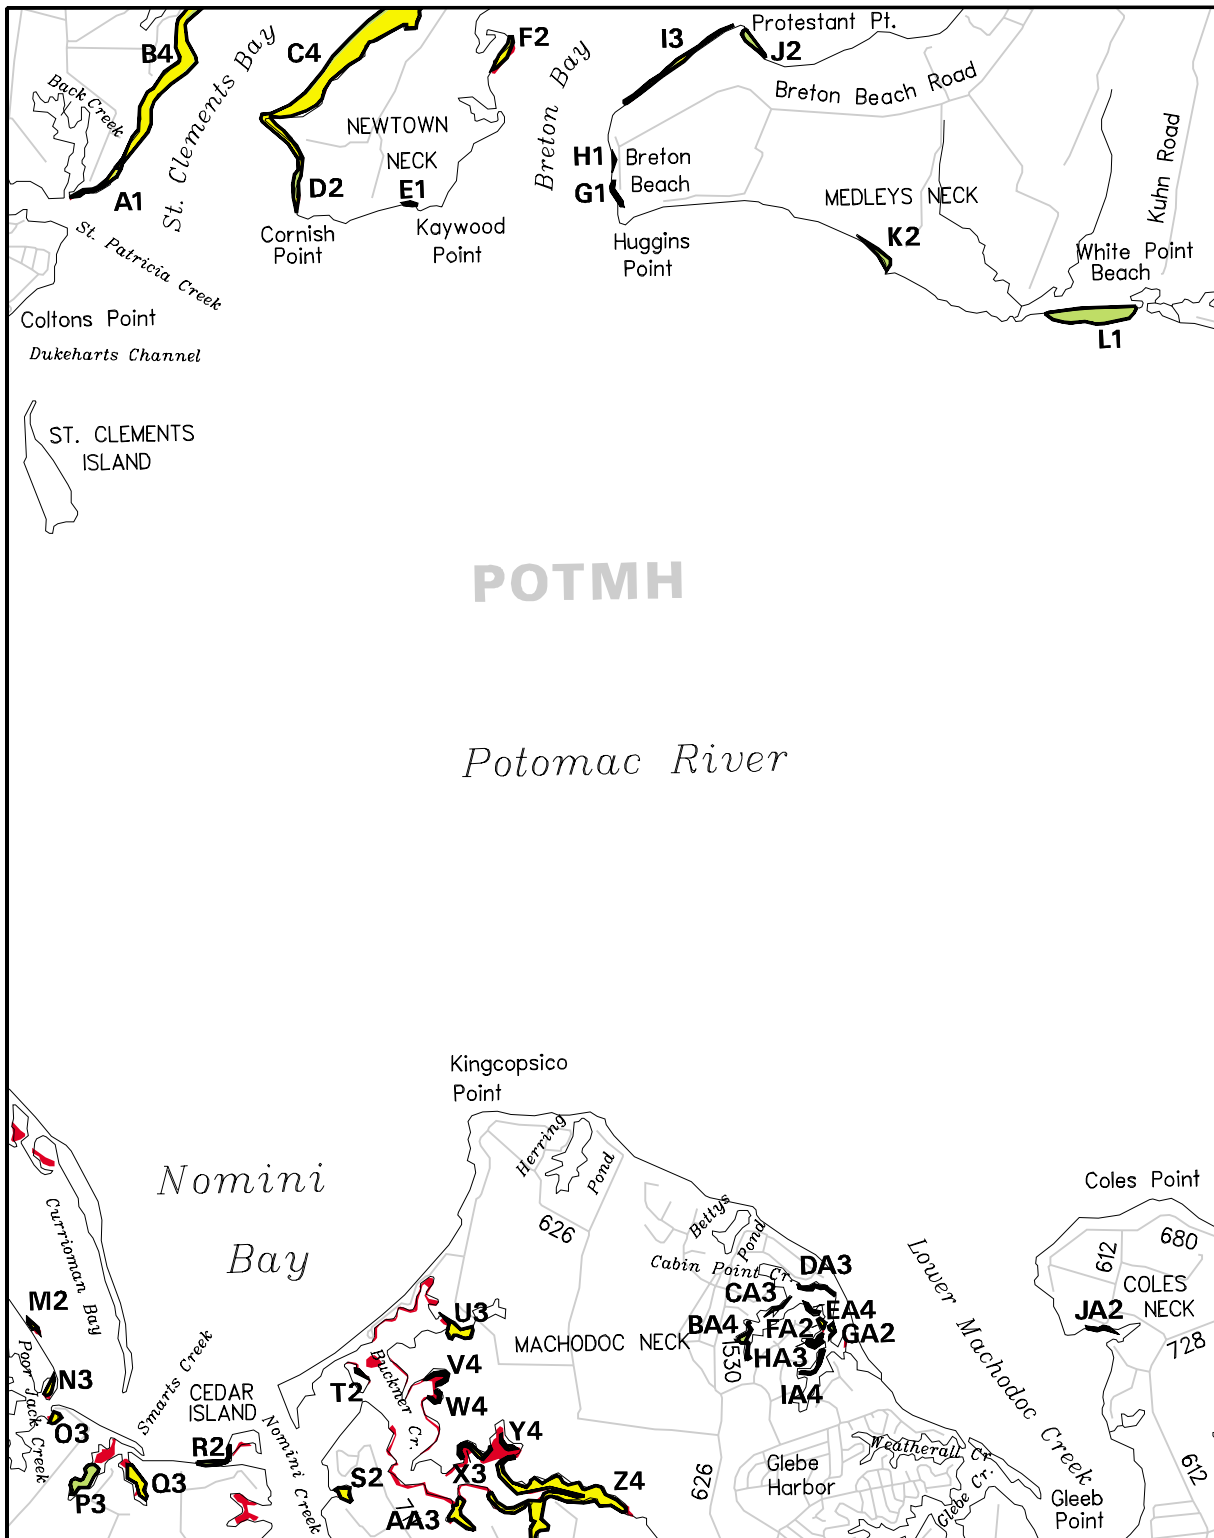 Protestant Pt.
B4
C4
F2
I3
J2
Back Creek
St. Clements Bay
Breton Bay
Breton Beach Road
NEWTOWN
NECK
H1
Breton
Beach
G1
A1
D2
E1
MEDLEYS NECK
Kuhn Road
Cornish
Point
Kaywood
Point
Huggins
Point
K2
White Point
Beach
St. Patricia Creek
Coltons Point
L1
Dukeharts Channel
ST. CLEMENTS
ISLAND
POTMH
Potomac River
Kingcopsico
Point
Herring
Pond
Nomini
Bay
Coles Point
626
Bettys
Pond
Currioman Bay
Cabin Point Cr.
DA3
Lower Machodoc Creek
612
680
COLES
NECK
M2
CA3
EA4
U3
BA4
FA2
GA2
JA2
MACHODOC NECK
728
Poor Jack Creek
Smarts Creek
Buckner Cr.
V4
530
HA3
N3
CEDAR
ISLAND
T2
W4
IA4
O3
Nomini Creek
R2
Y4
Weatherall Cr
P3
Q3
S2
X3
Z4
626
Glebe
Harbor
Glebe Cr.
612
AA3
Gleeb
Point